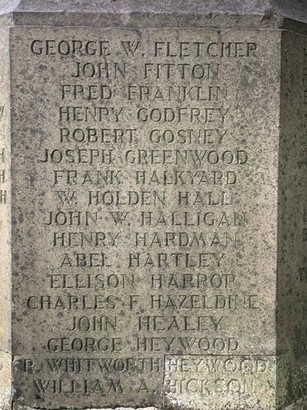 GEORGE W. FLETCHER
JOHN FITTON
FRED FRANKLIN
HENRY GODFREY
ROBERT GOSNEY
JOSEPH GREENWOOD
FRANK HALKYARD
W. HOLDEN HALL
JOHN W. HALLIGAN
HENRY HARDMAN
ABEL HARTLEY
ELLISON HARROP
CHARLES F. HAZELDINE
JOHN HEALEY
GEORGE HEYWOOD
R. WHITWORTH HEYWOOD
WILLIAM A. HICKSON